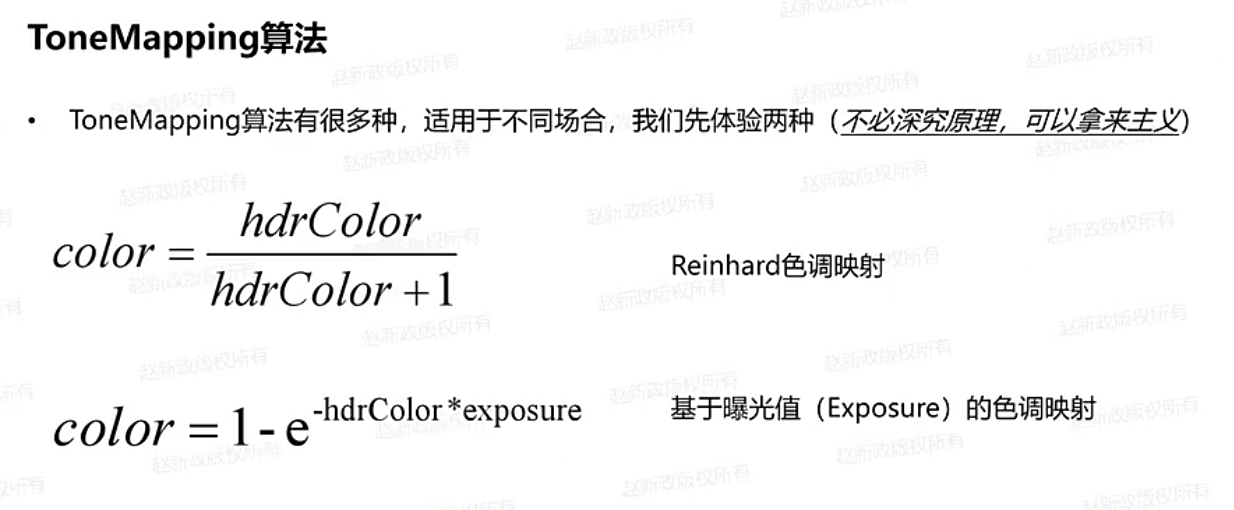 ToneMapping算法
• ToneMapping算法有很多种，适用于不同场合，我们先体验两种（不必深究原理，可以拿来主义）
color = hdrColor / hdrColor + 1
Reinhard色调映射
color = 1 - e^-hdrColor*exposure
基于曝光值（Exposure）的色调映射
赵新政版权所有